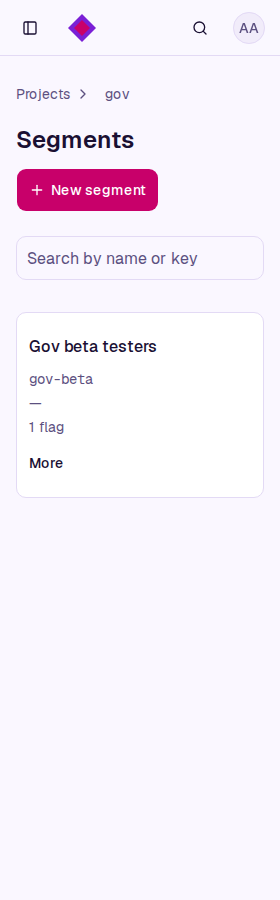 AA
Projects > gov
Segments
+ New segment
Search by name or key
Gov beta testers
gov-beta
—
1 flag
More